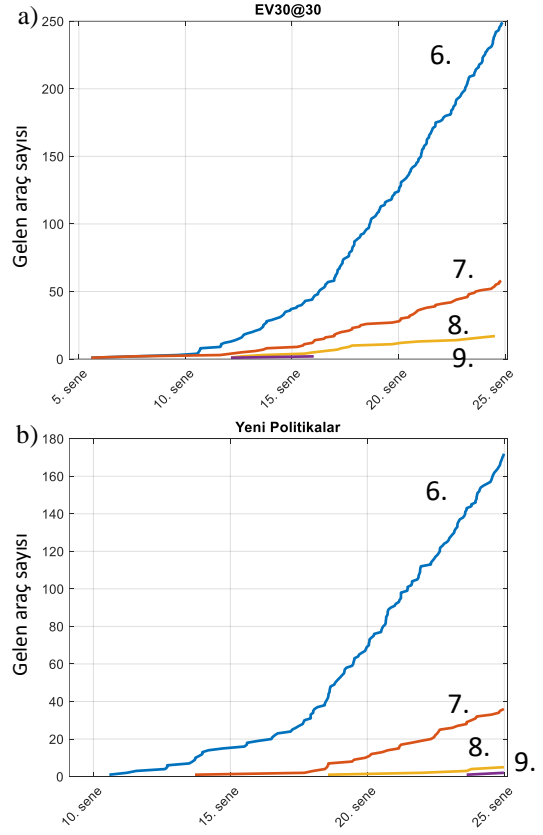 a)
EV30@30
Gelen araç sayısı
250
200
150
100
50
0
6.
7.
8.
9.
5. sene
10. sene
15. sene
20. sene
25. sene
b)
Yeni Politikalar
Gelen araç sayısı
180
160
140
120
100
80
60
40
20
0
6.
7.
8.
9.
10. sene
15. sene
20. sene
25. sene